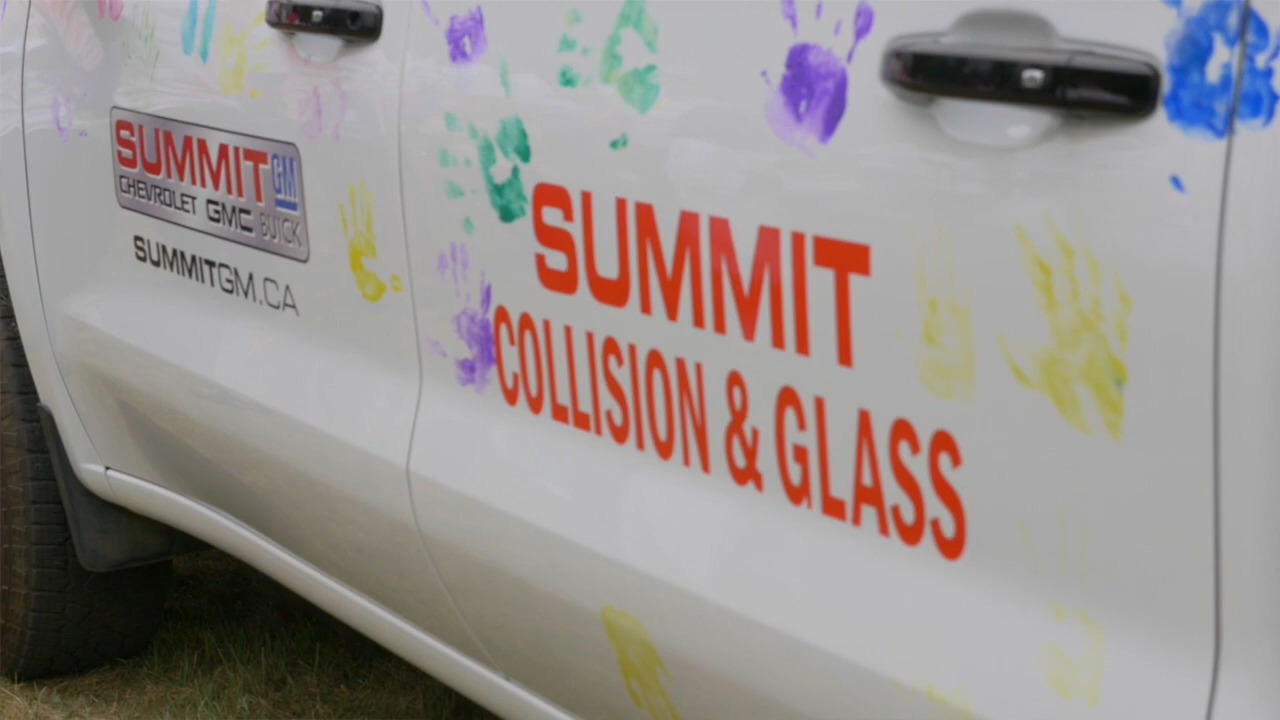 SUMMIT GM
CHEVROLET GMC BUICK
SUMMITGM.CA
SUMMIT
COLLISION & GLASS